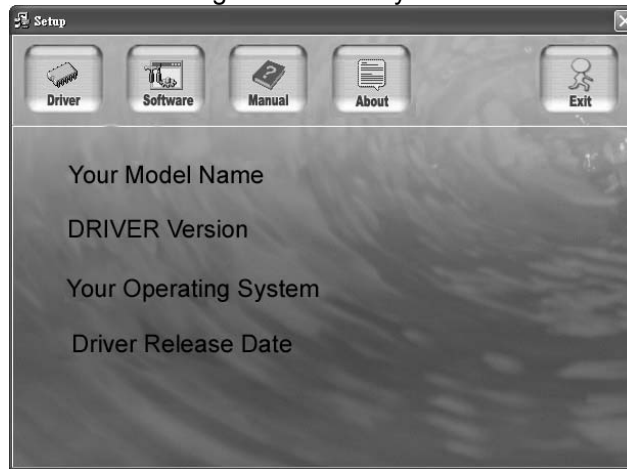 Setup
Driver Software Manual About Exit
Your Model Name
DRIVER Version
Your Operating System
Driver Release Date